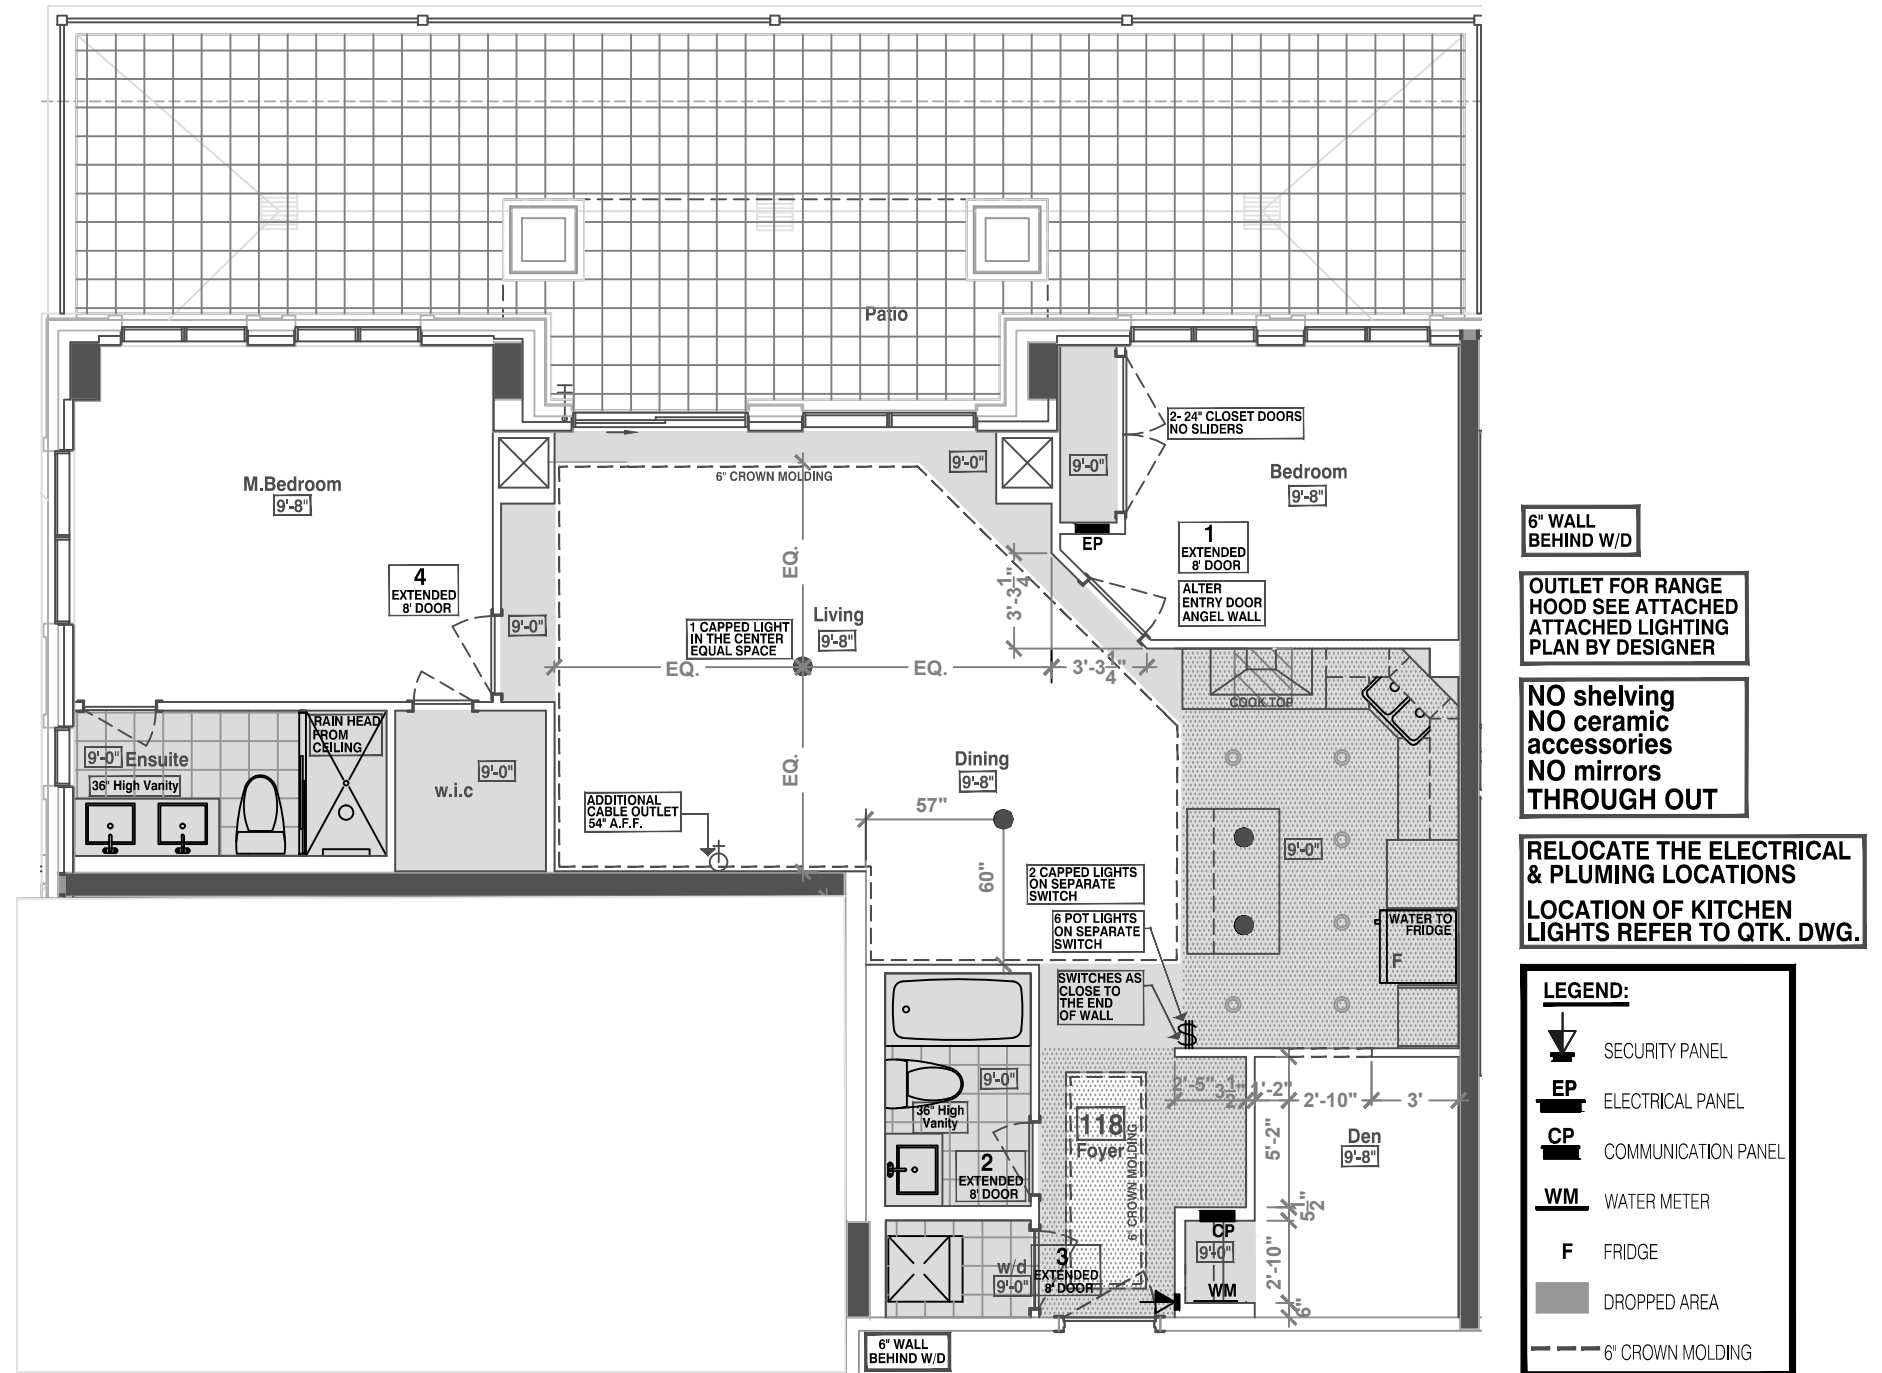 Patio
2- 24" CLOSET DOORS
NO SLIDERS
M.Bedroom
9'-8"
9'-0"
9'-0"
6" CROWN MOLDING
Bedroom
9'-8"
EP
1
EXTENDED
8' DOOR
ALTER
ENTRY DOOR
ANGEL WALL
4
EXTENDED
8' DOOR
9'-0"
EQ.
3'-3 1/4"
Living
9'-8"
1 CAPPED LIGHT
IN THE CENTER
EQUAL SPACE
EQ.
EQ.
3'-3 1/4"
COOK TOP
RAIN HEAD
FROM
CEILING
9'-0"
Ensuite
36" High Vanity
9'-0"
w.i.c
EQ.
Dining
9'-8"
57"
60"
ADDITIONAL
CABLE OUTLET
54" A.F.F.
9'-0"
2 CAPPED LIGHTS
ON SEPARATE
SWITCH
6 POT LIGHTS
ON SEPARATE
SWITCH
WATER TO
FRIDGE
F
SWITCHES AS
CLOSE TO
THE END
OF WALL
$
9'-0"
36" High
Vanity
2
EXTENDED
8' DOOR
118
Foyer
6" CROWN MOLDING
2'-5"
3 1/2"
1'-2"
2'-10"
3'
5'-2"
Den
9'-8"
5 1/2"
2'-10"
6"
CP
9'-0"
WM
w/d
9'-0"
3
EXTENDED
8' DOOR
6" WALL
BEHIND W/D
6" WALL
BEHIND W/D
OUTLET FOR RANGE
HOOD SEE ATTACHED
ATTACHED LIGHTING
PLAN BY DESIGNER
NO shelving
NO ceramic
accessories
NO mirrors
THROUGH OUT
RELOCATE THE ELECTRICAL
& PLUMING LOCATIONS
LOCATION OF KITCHEN
LIGHTS REFER TO QTK. DWG.
LEGEND:
SECURITY PANEL
EP ELECTRICAL PANEL
CP COMMUNICATION PANEL
WM WATER METER
F FRIDGE
DROPPED AREA
6" CROWN MOLDING